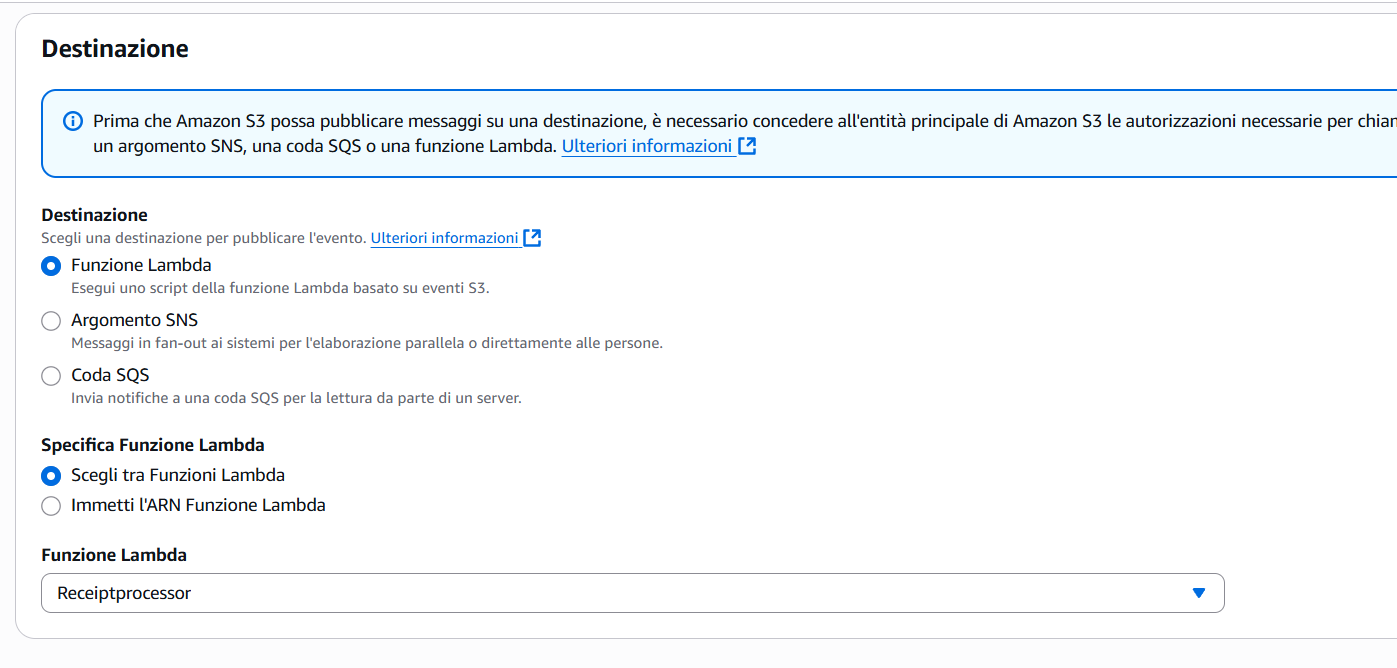 Destinazione
Prima che Amazon S3 possa pubblicare messaggi su una destinazione, è necessario concedere all'entità principale di Amazon S3 le autorizzazioni necessarie per
un argomento SNS, una coda SQS o una funzione Lambda. Ulteriori informazioni
Destinazione
Scegli una destinazione per pubblicare l'evento. Ulteriori informazioni
Funzione Lambda
Esegui uno script della funzione Lambda basato su eventi S3.
Argomento SNS
Messaggi in fan-out ai sistemi per l'elaborazione parallela o direttamente alle persone.
Coda SQS
Invia notifiche a una coda SQS per la lettura da parte di un server.
Specifica Funzione Lambda
Scegli tra Funzioni Lambda
Immetti l'ARN Funzione Lambda
Funzione Lambda
Receiptprocessor